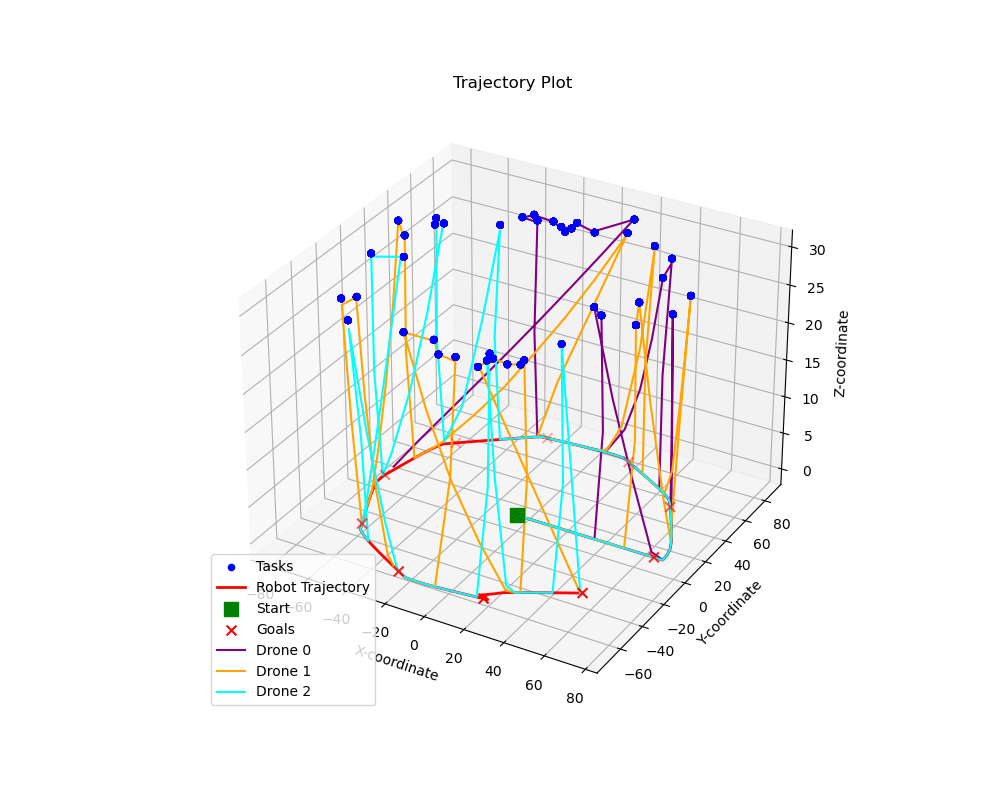 Trajectory Plot
30
25
20
15
10
5
0
Z-coordinate
80
60
40
20
0
−20
−40
−60
Y-coordinate
−80
−60
−40
−20
0
20
40
60
80
X-coordinate
Tasks
Robot Trajectory
Start
Goals
Drone 0
Drone 1
Drone 2